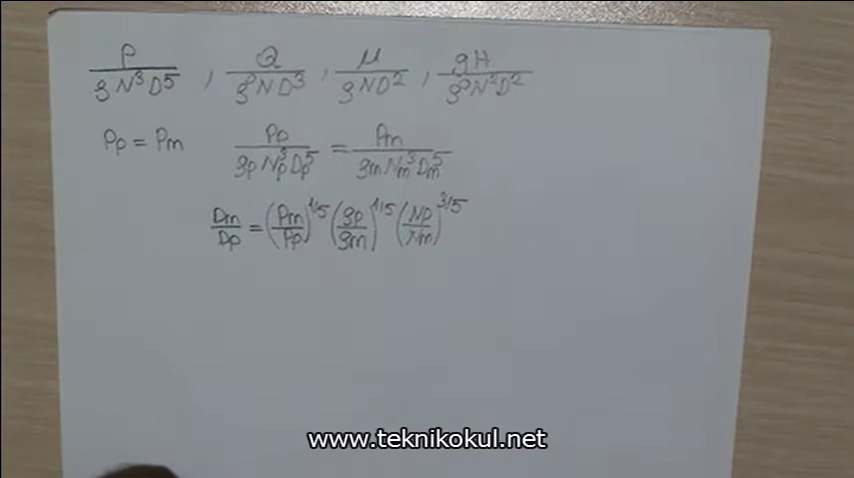 P/ρN³D⁵ , Q/ρND³ , μ/ρND² , gH/ρN²D²
Pp = Pm Pp/ρpNp³Dp⁵ = Pm/ρmNm³Dm⁵
Dm/Dp = (Pm/Pp)^1/5 (ρp/ρm)^1/5 (Np/Nm)^3/5
www.teknikokul.net